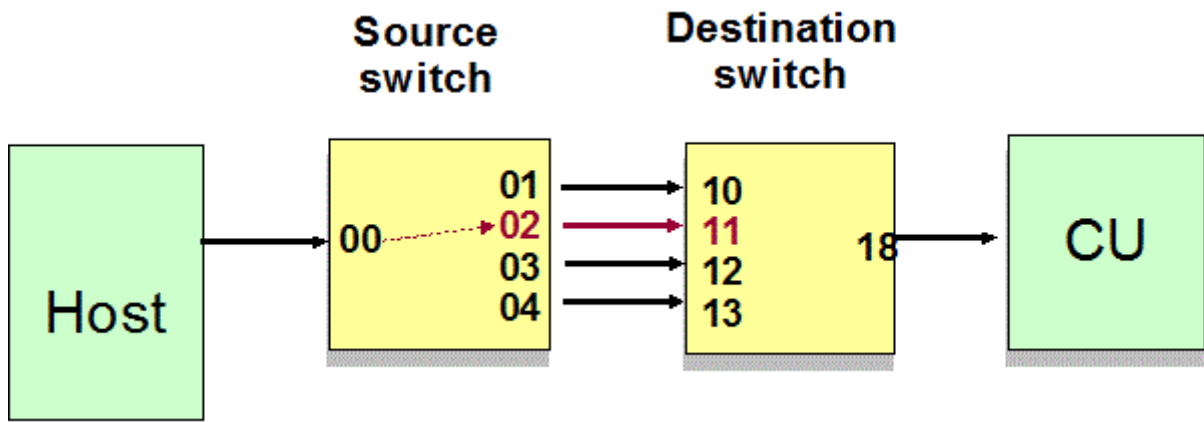 Source
switch
Destination
switch
Host
00
01
02
03
04
10
11
12
13
18
CU